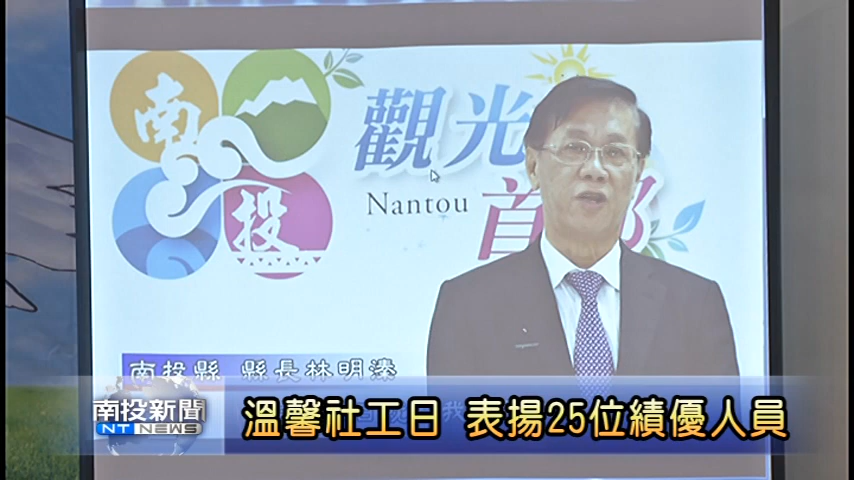 南投
觀光
Nantou
首都
南投縣 縣長林明溱
南投新聞
NT NEWS
溫馨社工日 表揚25位績優人員